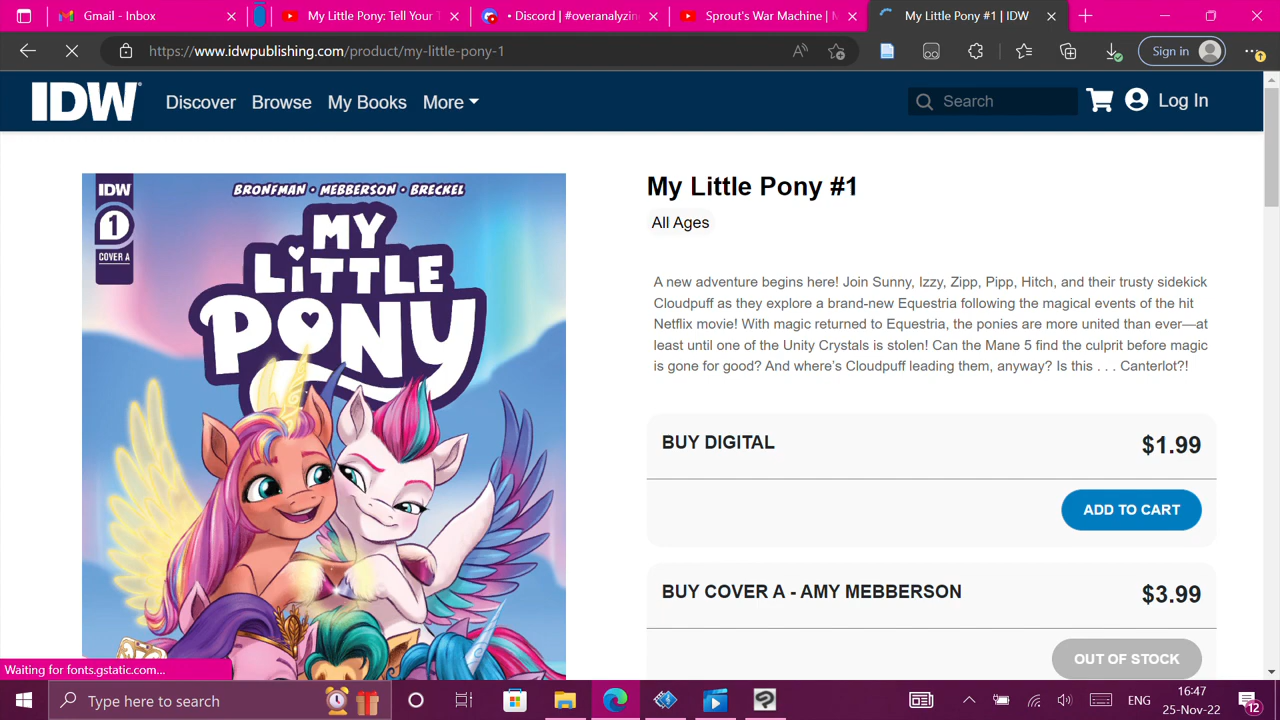 Gmail - Inbox
My Little Pony: Tell Your T
• Discord | #overanalyzin
Sprout's War Machine | M
My Little Pony #1 | IDW
https://www.idwpublishing.com/product/my-little-pony-1
Sign in
IDW
Discover
Browse
My Books
More
Search
Log In
IDW
1
COVER A
BRONFMAN • MEBBERSON • BRECKEL
MY
LITTLE
PONY
My Little Pony #1
All Ages
A new adventure begins here! Join Sunny, Izzy, Zipp, Pipp, Hitch, and their trusty sidekick
Cloudpuff as they explore a brand-new Equestria following the magical events of the hit
Netflix movie! With magic returned to Equestria, the ponies are more united than ever—at
least until one of the Unity Crystals is stolen! Can the Mane 5 find the culprit before magic
is gone for good? And where's Cloudpuff leading them, anyway? Is this . . . Canterlot?!
BUY DIGITAL
$1.99
ADD TO CART
BUY COVER A - AMY MEBBERSON
$3.99
OUT OF STOCK
Waiting for fonts.gstatic.com...
Type here to search
ENG
16:47
25-Nov-22
12